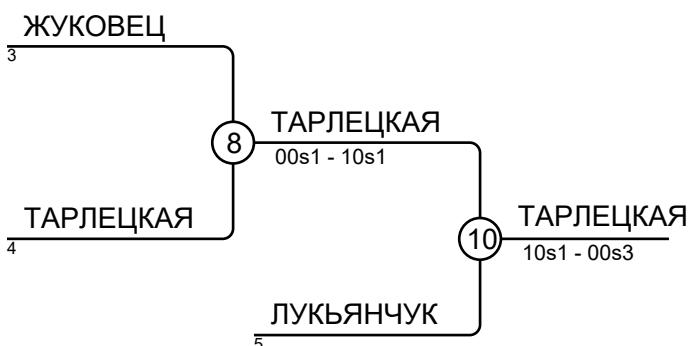 ЖУКОВЕЦ
3
ТАРЛЕЦКАЯ
8
00s1 - 10s1
ТАРЛЕЦКАЯ
4
ТАРЛЕЦКАЯ
10
10s1 - 00s3
ЛУКЬЯНЧУК
5